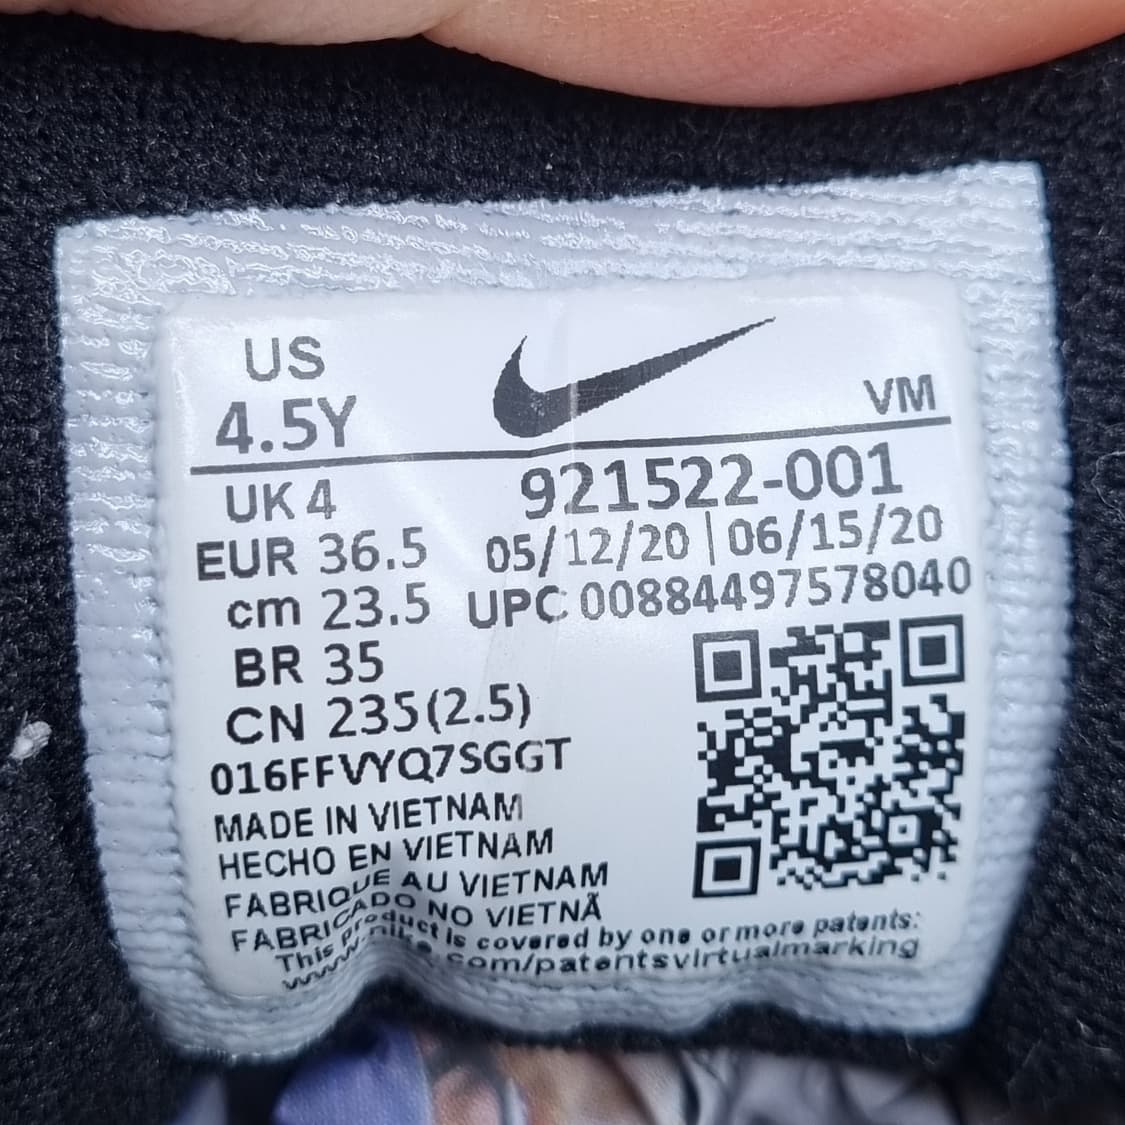 US
4.5Y
VM
UK 4
921522-001
EUR 36.5
05/12/20 | 06/15/20
cm 23.5
UPC 00884497578040
BR 35
CN 235(2.5)
016FFVYQ7SGGT
MADE IN VIETNAM
HECHO EN VIETNAM
FABRIQUE AU VIETNAM
FABRICADO NO VIETNÃ
This product is covered by one or more patents:
www.nike.com/patentsvirtualmarking